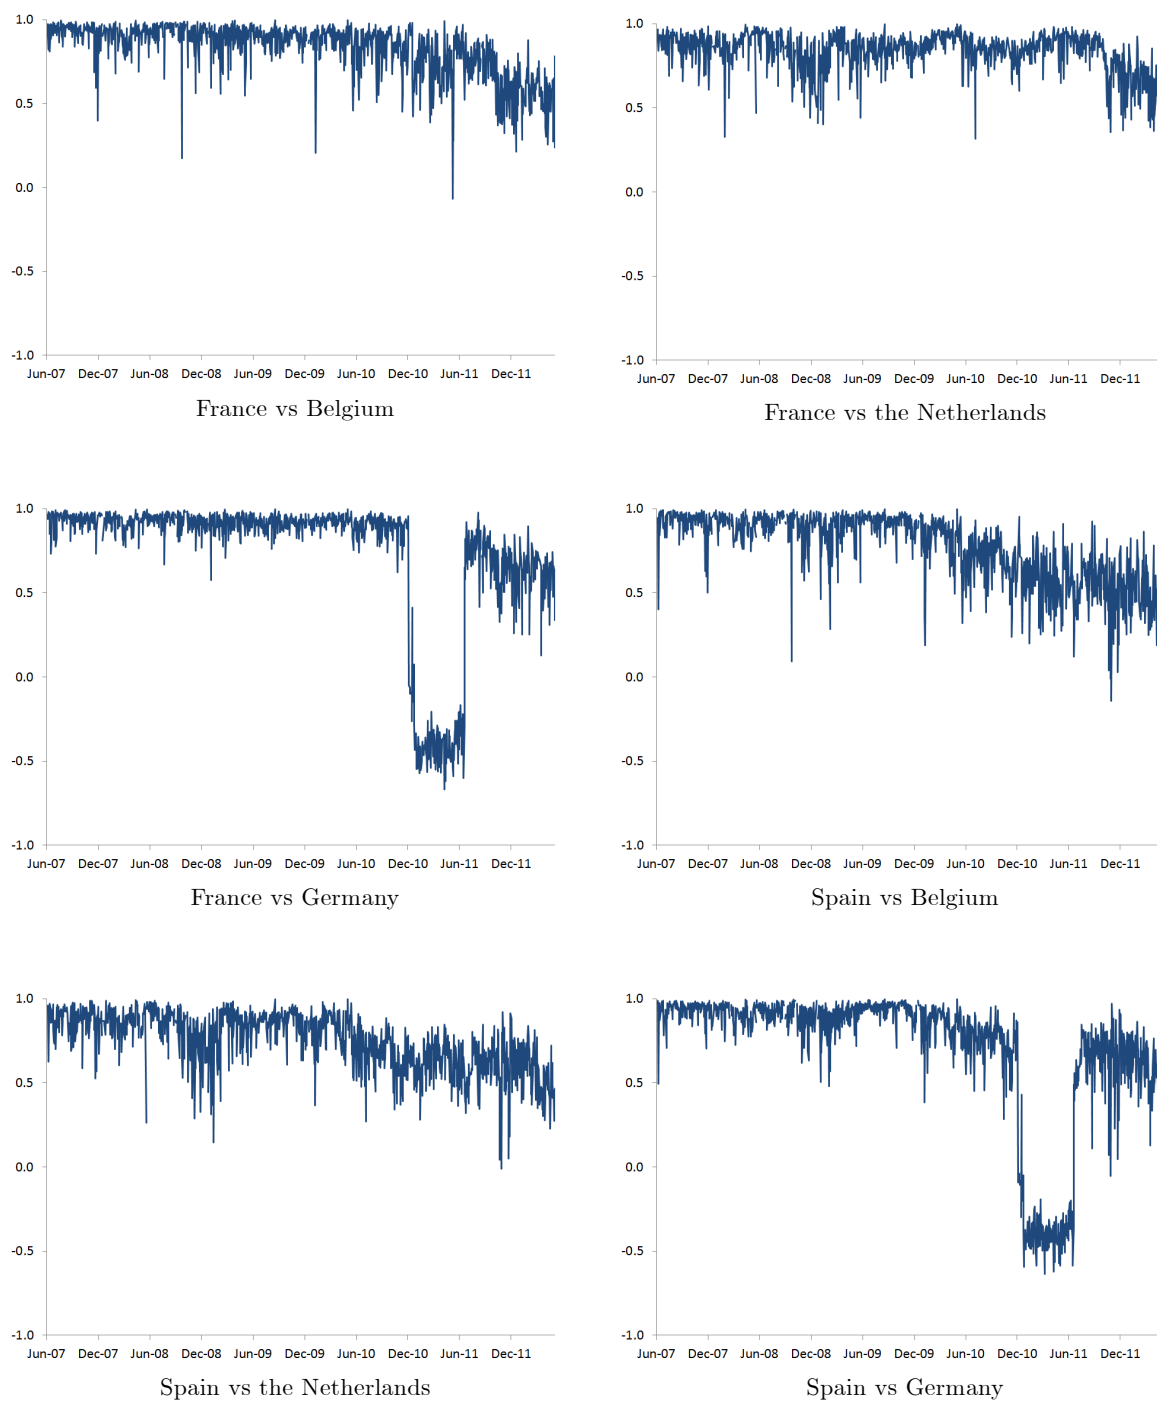 1.0
0.5
0.0
-0.5
-1.0
Jun-07 Dec-07 Jun-08 Dec-08 Jun-09 Dec-09 Jun-10 Dec-10 Jun-11 Dec-11
France vs Belgium
1.0
0.5
0.0
-0.5
-1.0
Jun-07 Dec-07 Jun-08 Dec-08 Jun-09 Dec-09 Jun-10 Dec-10 Jun-11 Dec-11
France vs the Netherlands
1.0
0.5
0.0
-0.5
-1.0
Jun-07 Dec-07 Jun-08 Dec-08 Jun-09 Dec-09 Jun-10 Dec-10 Jun-11 Dec-11
France vs Germany
1.0
0.5
0.0
-0.5
-1.0
Jun-07 Dec-07 Jun-08 Dec-08 Jun-09 Dec-09 Jun-10 Dec-10 Jun-11 Dec-11
Spain vs Belgium
1.0
0.5
0.0
-0.5
-1.0
Jun-07 Dec-07 Jun-08 Dec-08 Jun-09 Dec-09 Jun-10 Dec-10 Jun-11 Dec-11
Spain vs the Netherlands
1.0
0.5
0.0
-0.5
-1.0
Jun-07 Dec-07 Jun-08 Dec-08 Jun-09 Dec-09 Jun-10 Dec-10 Jun-11 Dec-11
Spain vs Germany